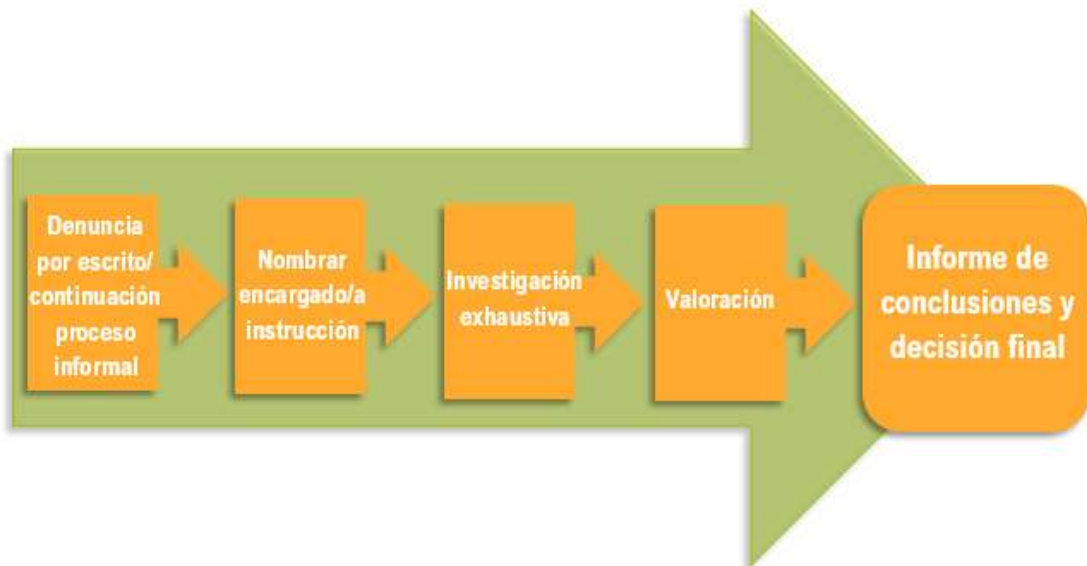 Denuncia
por escrito/
continuación
proceso
informal
Nombrar
encargado/a
instrucción
Investigación
exhaustiva
Valoración
Informe de
conclusiones y
decisión final